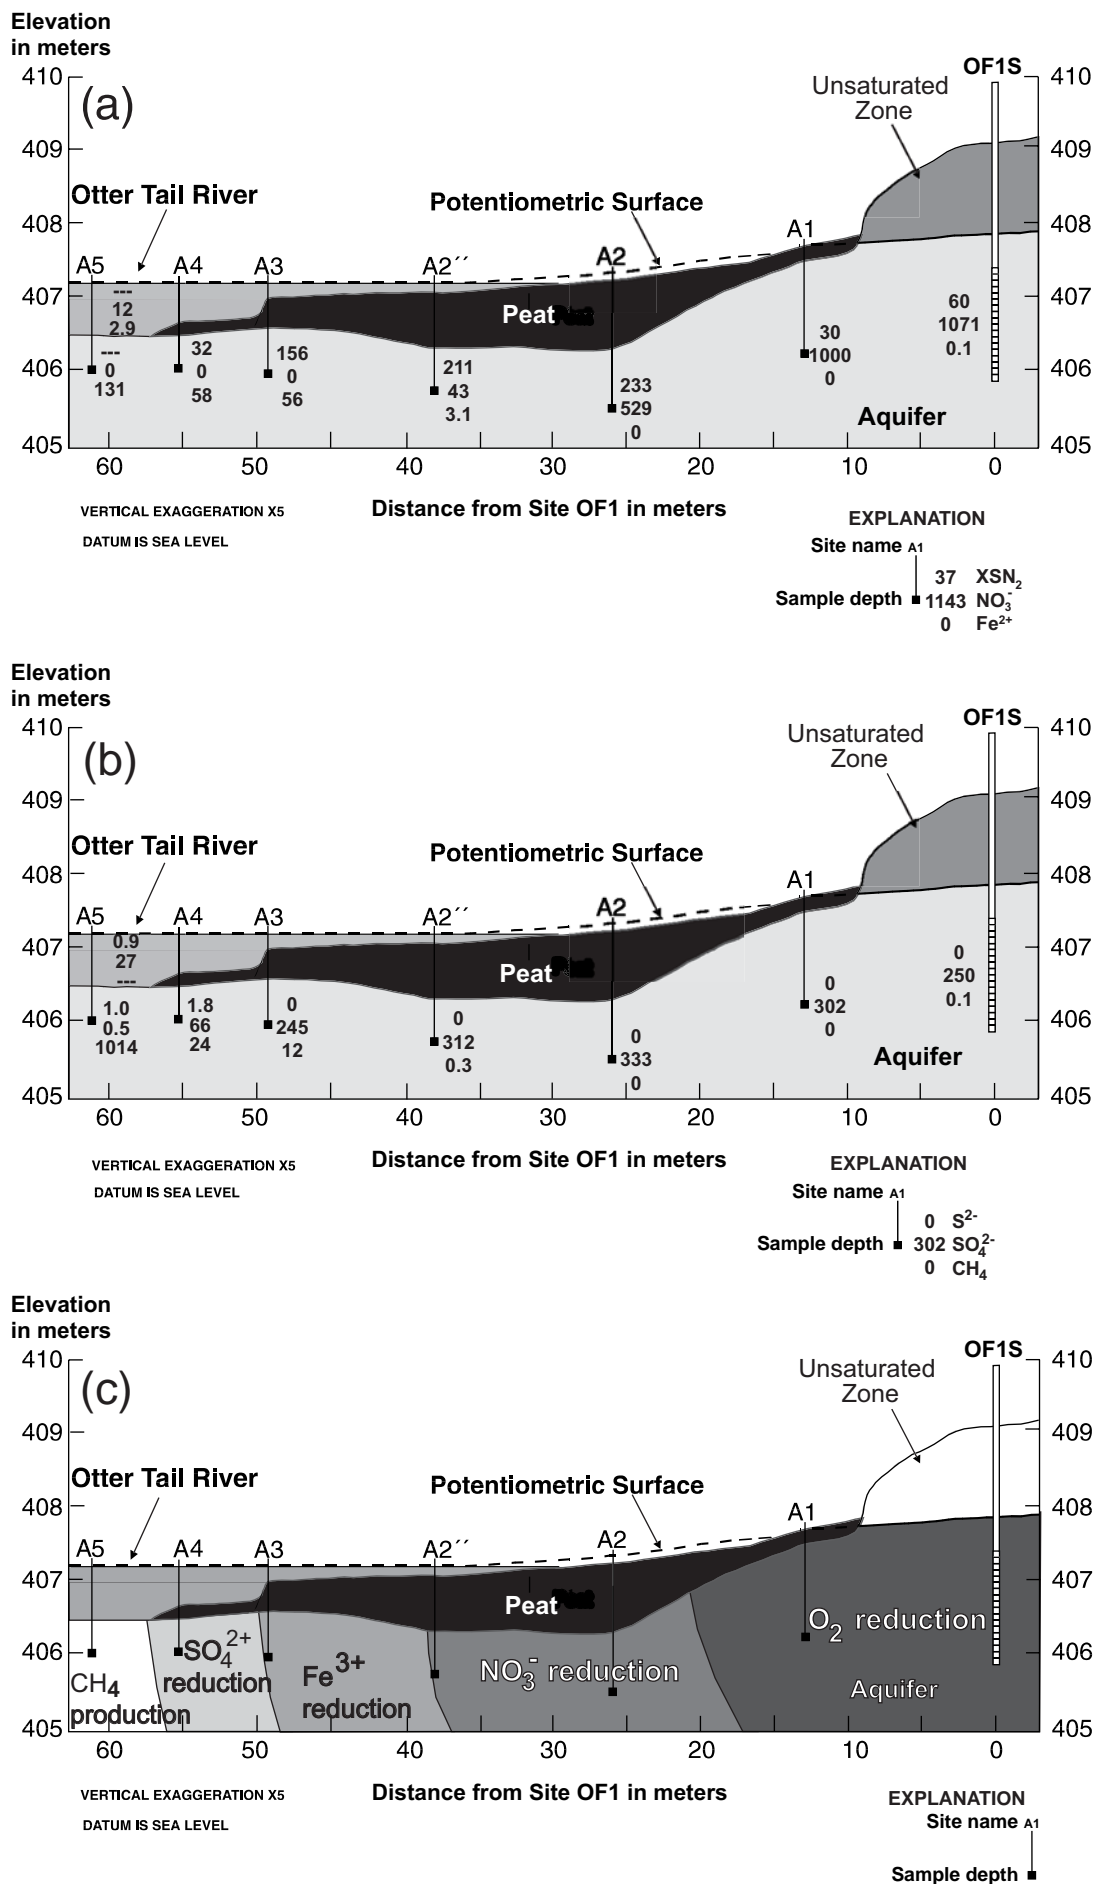 Elevation
in meters
(a)
410
409
408
407
406
405
OF1S
410
409
408
407
406
405
Unsaturated
Zone
Otter Tail River
Potentiometric Surface
A5
A4
A3
A2´´
A2
A1
---
12
2.9
---
0
131
32
0
58
156
0
56
211
43
3.1
233
529
0
30
1000
0
60
1071
0.1
Peat
Aquifer
60 50 40 30 20 10 0
VERTICAL EXAGGERATION X5
Distance from Site OF1 in meters
DATUM IS SEA LEVEL
EXPLANATION
Site name A1
37 XSN₂
Sample depth 1143 NO₃⁻
0 Fe²⁺
Elevation
in meters
(b)
410
409
408
407
406
405
OF1S
410
409
408
407
406
405
Unsaturated
Zone
Otter Tail River
Potentiometric Surface
A5
A4
A3
A2´´
A2
A1
0.9
27
---
1.0
0.5
1014
1.8
66
24
0
245
12
0
312
0.3
0
333
0
0
302
0
0
250
0.1
Peat
Aquifer
60 50 40 30 20 10 0
VERTICAL EXAGGERATION X5
Distance from Site OF1 in meters
DATUM IS SEA LEVEL
EXPLANATION
Site name A1
0 S²⁻
Sample depth 302 SO₄²⁻
0 CH₄
Elevation
in meters
(c)
410
409
408
407
406
405
OF1S
410
409
408
407
406
405
Unsaturated
Zone
Otter Tail River
Potentiometric Surface
A5
A4
A3
A2´´
A2
A1
Peat
CH₄
production
SO₄²⁺
reduction
Fe³⁺
reduction
NO₃⁻ reduction
O₂ reduction
Aquifer
60 50 40 30 20 10 0
VERTICAL EXAGGERATION X5
Distance from Site OF1 in meters
DATUM IS SEA LEVEL
EXPLANATION
Site name A1
Sample depth